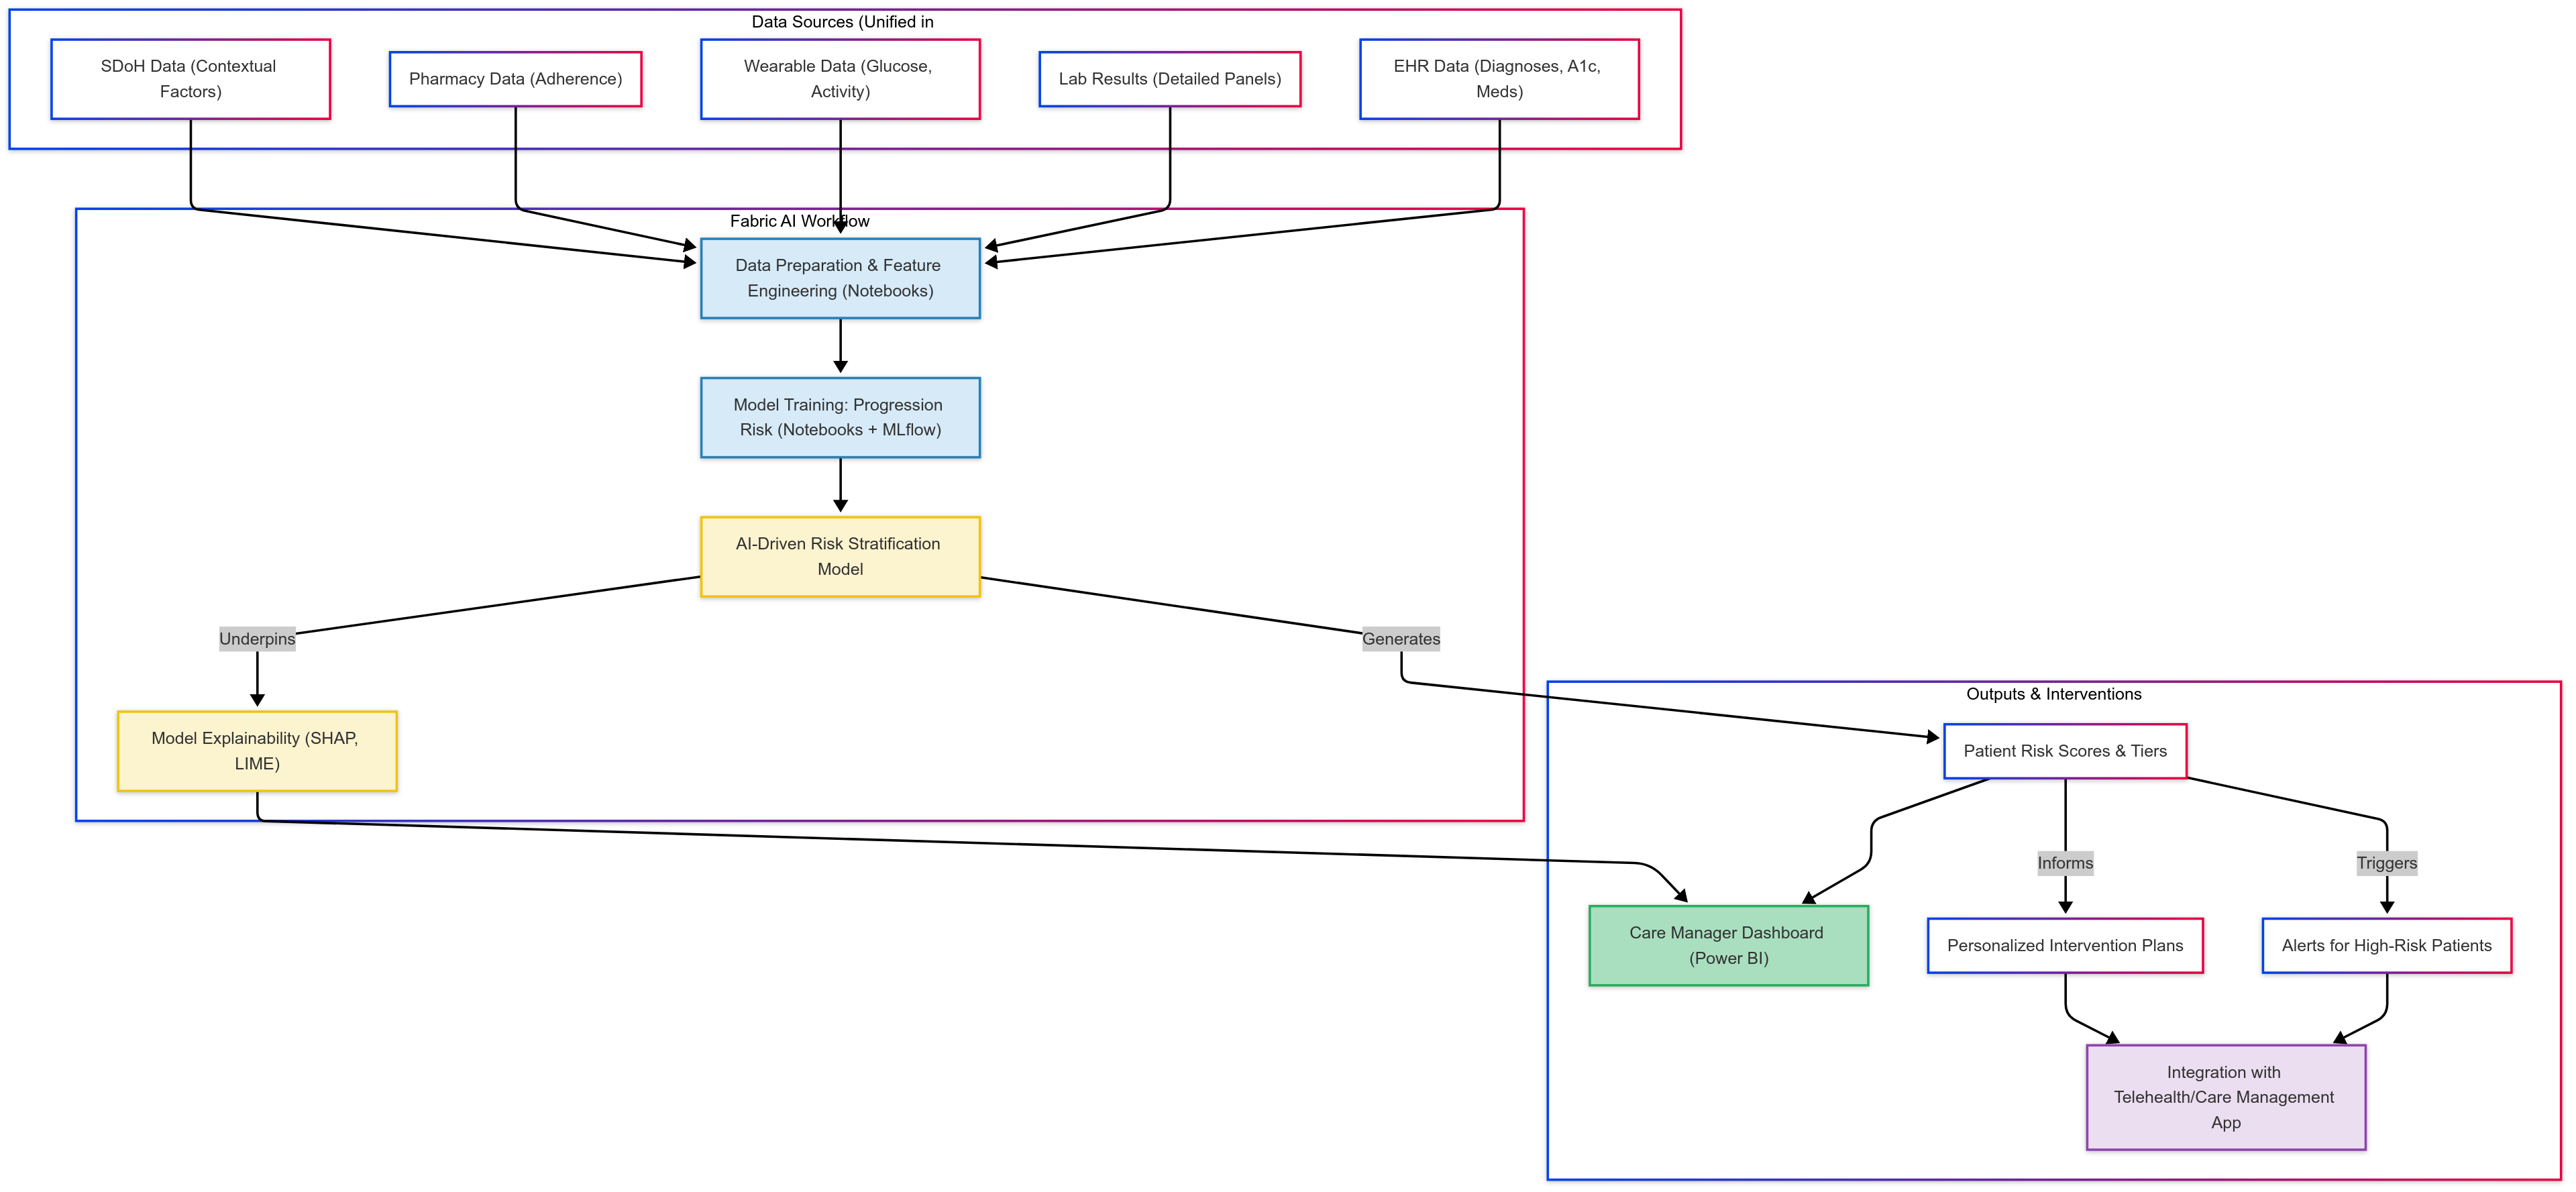 Data Sources (Unified in
SDoH Data (Contextual
Factors)
Pharmacy Data (Adherence)
Wearable Data (Glucose,
Activity)
Lab Results (Detailed Panels)
EHR Data (Diagnoses, A1c,
Meds)
Fabric AI Workflow
Data Preparation & Feature
Engineering (Notebooks)
Model Training: Progression
Risk (Notebooks + MLflow)
AI-Driven Risk Stratification
Model
Underpins
Generates
Model Explainability (SHAP,
LIME)
Outputs & Interventions
Patient Risk Scores & Tiers
Informs
Triggers
Care Manager Dashboard
(Power BI)
Personalized Intervention Plans
Alerts for High-Risk Patients
Integration with
Telehealth/Care Management
App